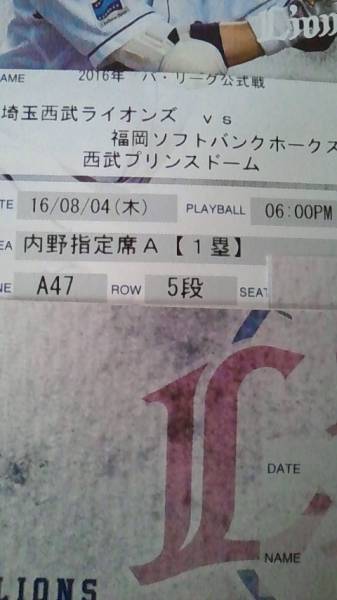 Lions
AME 2016年 パ・リーグ公式戦
埼玉西武ライオンズ vs
福岡ソフトバンクホークス
西武プリンスドーム
TE 16/08/04(木) PLAYBALL 06:00PM
EA 内野指定席A【1塁】
NE A47 ROW 5段 SEAT
L
DATE
NAME
LIONS